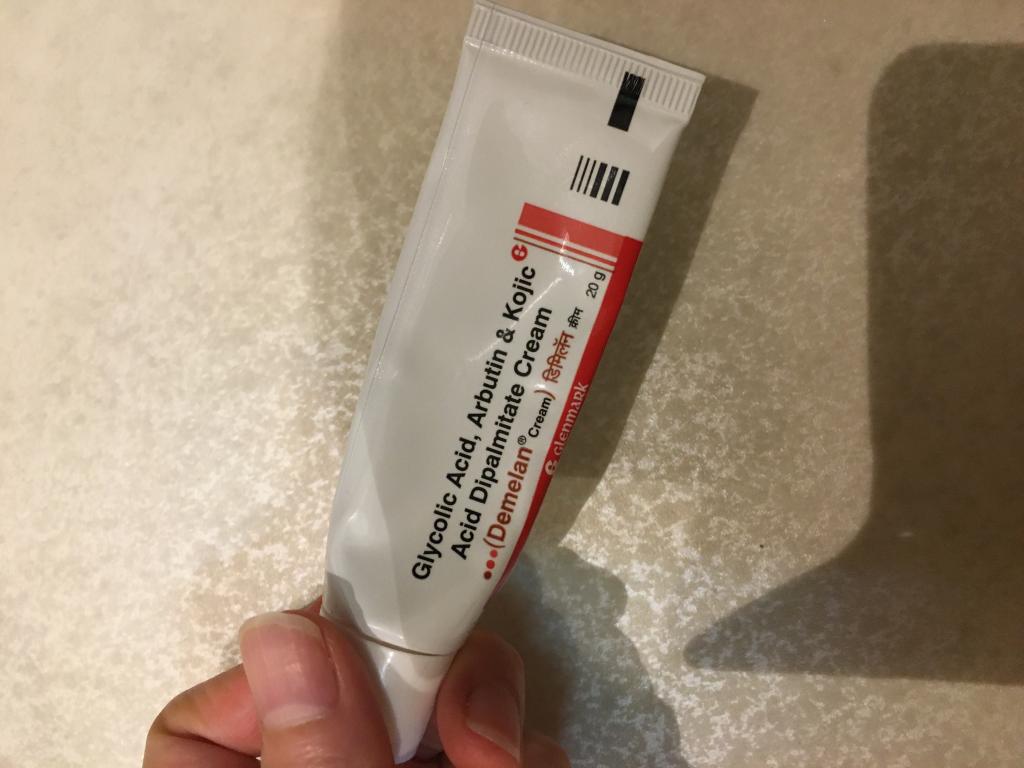 Glycolic Acid, Arbutin & Kojic
Acid Dipalmitate Cream
(Demelan® Cream) डिमिलॅन क्रीम 20 g
glenmark